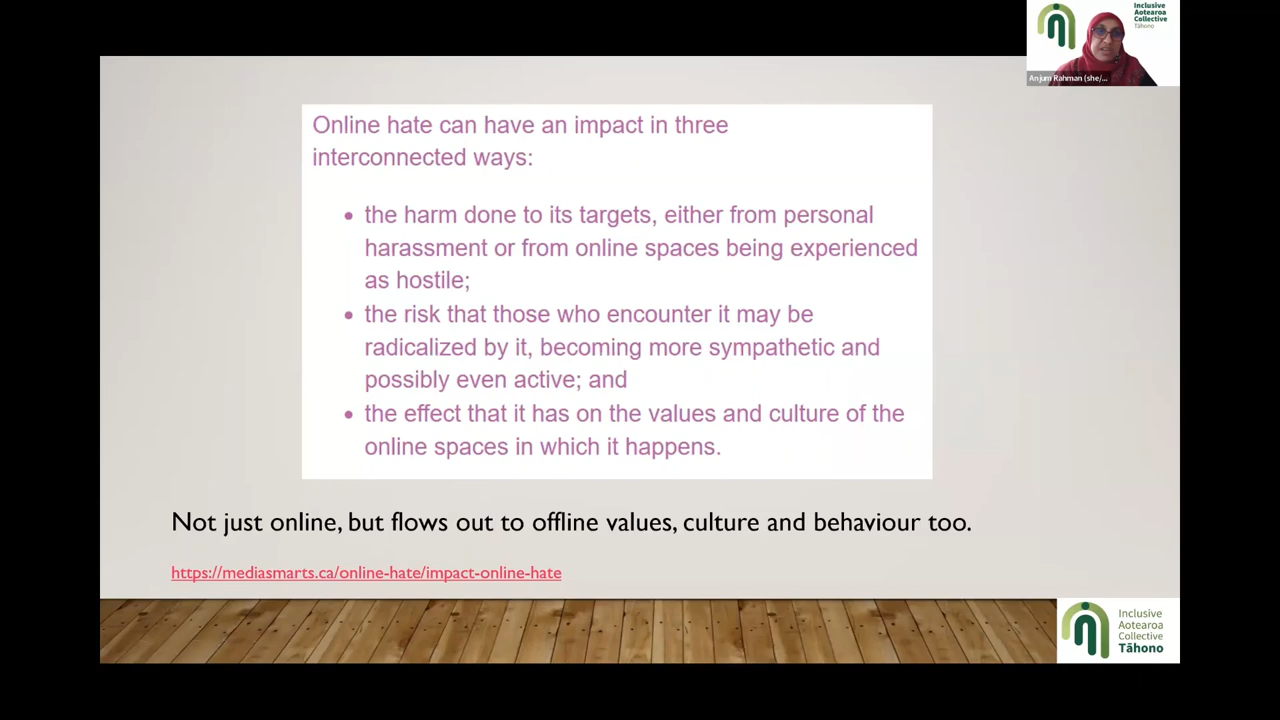 Inclusive
Aotearoa
Collective
Tāhono
Anjum Rahman (she/...
Online hate can have an impact in three
interconnected ways:
• the harm done to its targets, either from personal
harassment or from online spaces being experienced
as hostile;
• the risk that those who encounter it may be
radicalized by it, becoming more sympathetic and
possibly even active; and
• the effect that it has on the values and culture of the
online spaces in which it happens.
Not just online, but flows out to offline values, culture and behaviour too.
https://mediasmarts.ca/online-hate/impact-online-hate
Inclusive
Aotearoa
Collective
Tāhono